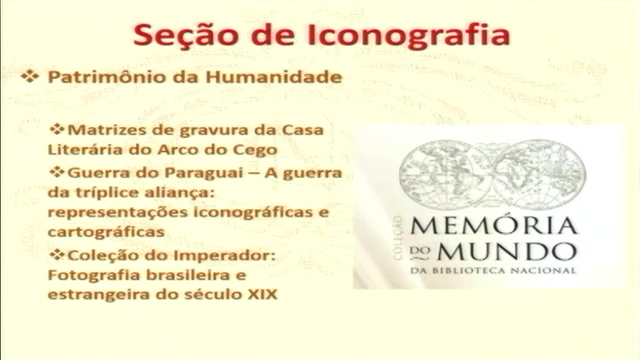 Seção de Iconografia
❖ Patrimônio da Humanidade
❖Matrizes de gravura da Casa
Literária do Arco do Cego
❖Guerra do Paraguai – A guerra
da tríplice aliança:
representações iconográficas e
cartográficas
❖Coleção do Imperador:
Fotografia brasileira e
estrangeira do século XIX
COLEÇÃO
MEMÓRIA
DO MUNDO
DA BIBLIOTECA NACIONAL